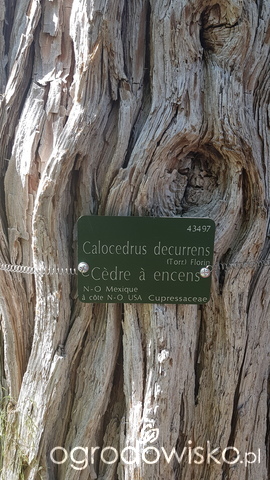 43497
Calocedrus decurrens
(Torr) Florin
Cèdre à encens
N-O Mexique
à côte N-O USA Cupressaceae
ogrodowisko.pl